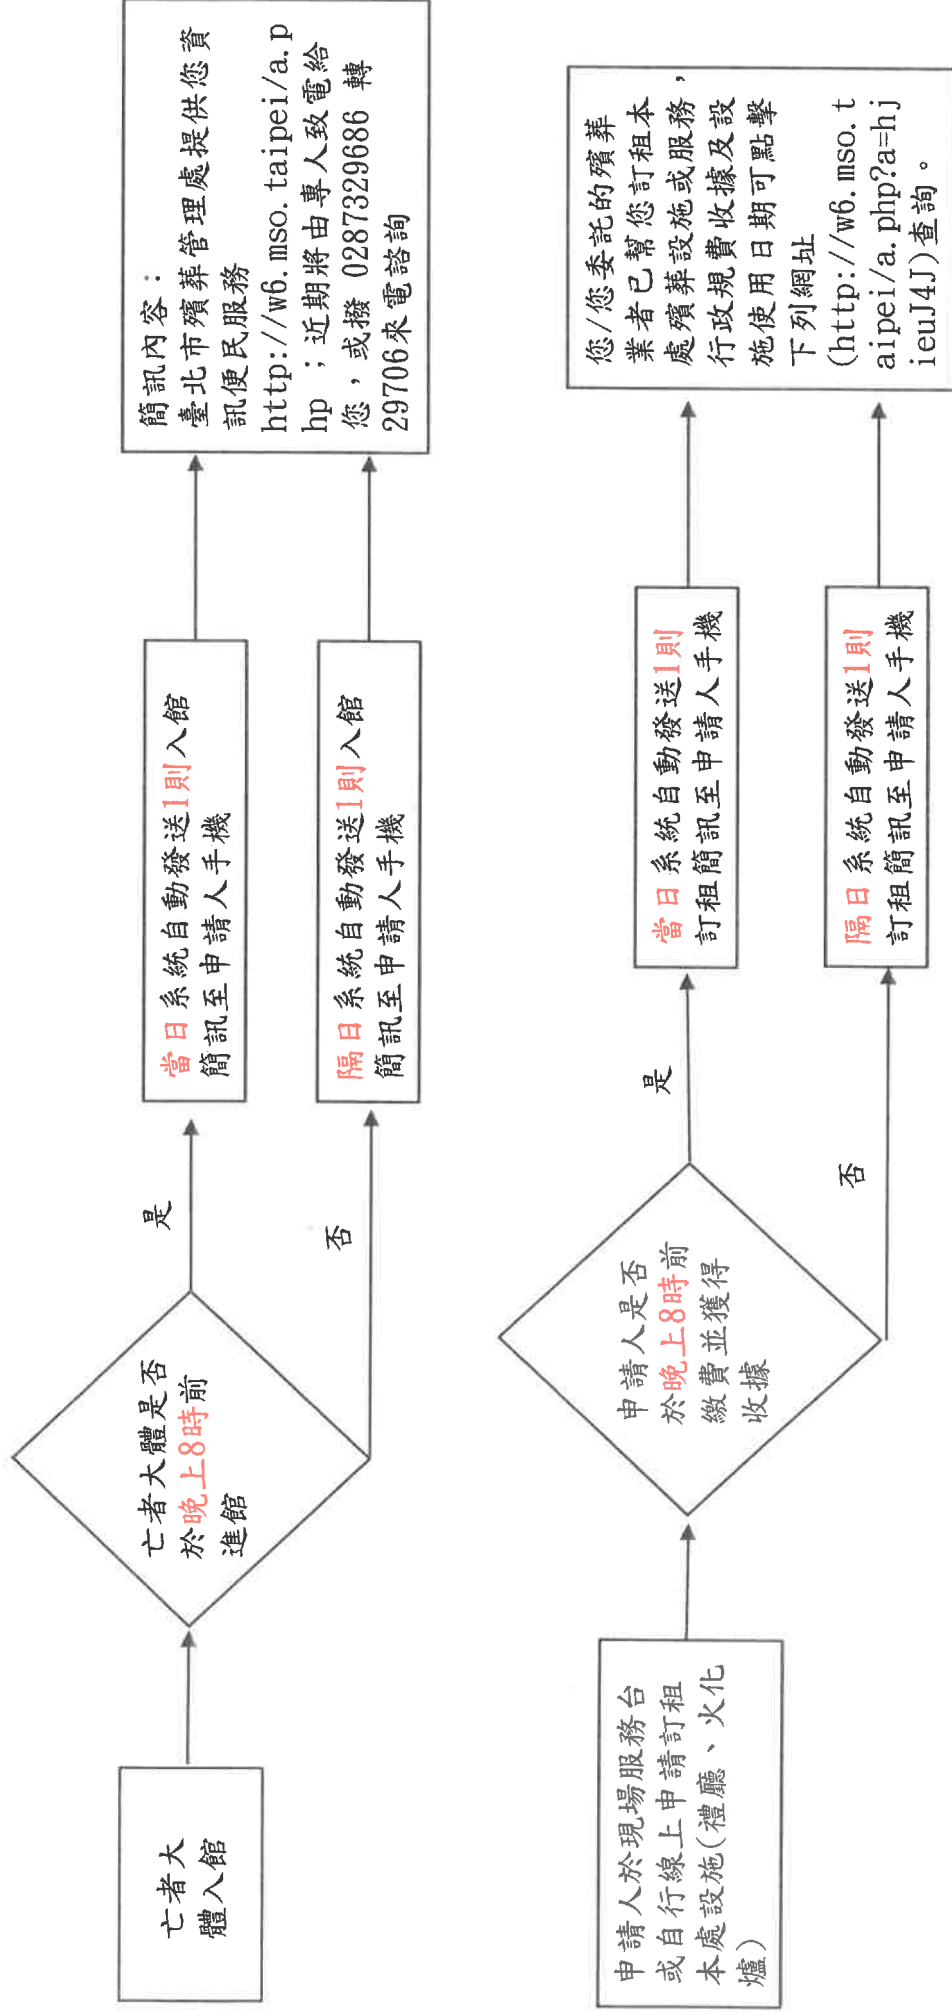 亡者大
體入館
亡者大體是否
於晚上8時前
進館
是
否
當日系統自動發送1則入館
簡訊至申請人手機
隔日系統自動發送1則入館
簡訊至申請人手機
簡訊內容：
臺北市殯葬管理處提供您資
訊便民服務
http://w6.mso.taipei/a.p
hp；近期將由專人致電給
您，或撥 0287329686 轉
29706來電諮詢
申請人於現場服務台
或自行線上申請訂租
本處設施(禮廳、火化
爐)
申請人是否
於晚上8時前
繳費並獲得
收據
是
否
當日系統自動發送1則
訂租簡訊至申請人手機
隔日系統自動發送1則
訂租簡訊至申請人手機
您/您委託的殯葬
業者已幫您訂租本
處殯葬設施或服務，
行政規費收據及設
施使用日期可點擊
下列網址
(http://w6.mso.t
aipei/a.php?a=hj
ieuJ4J)查詢。